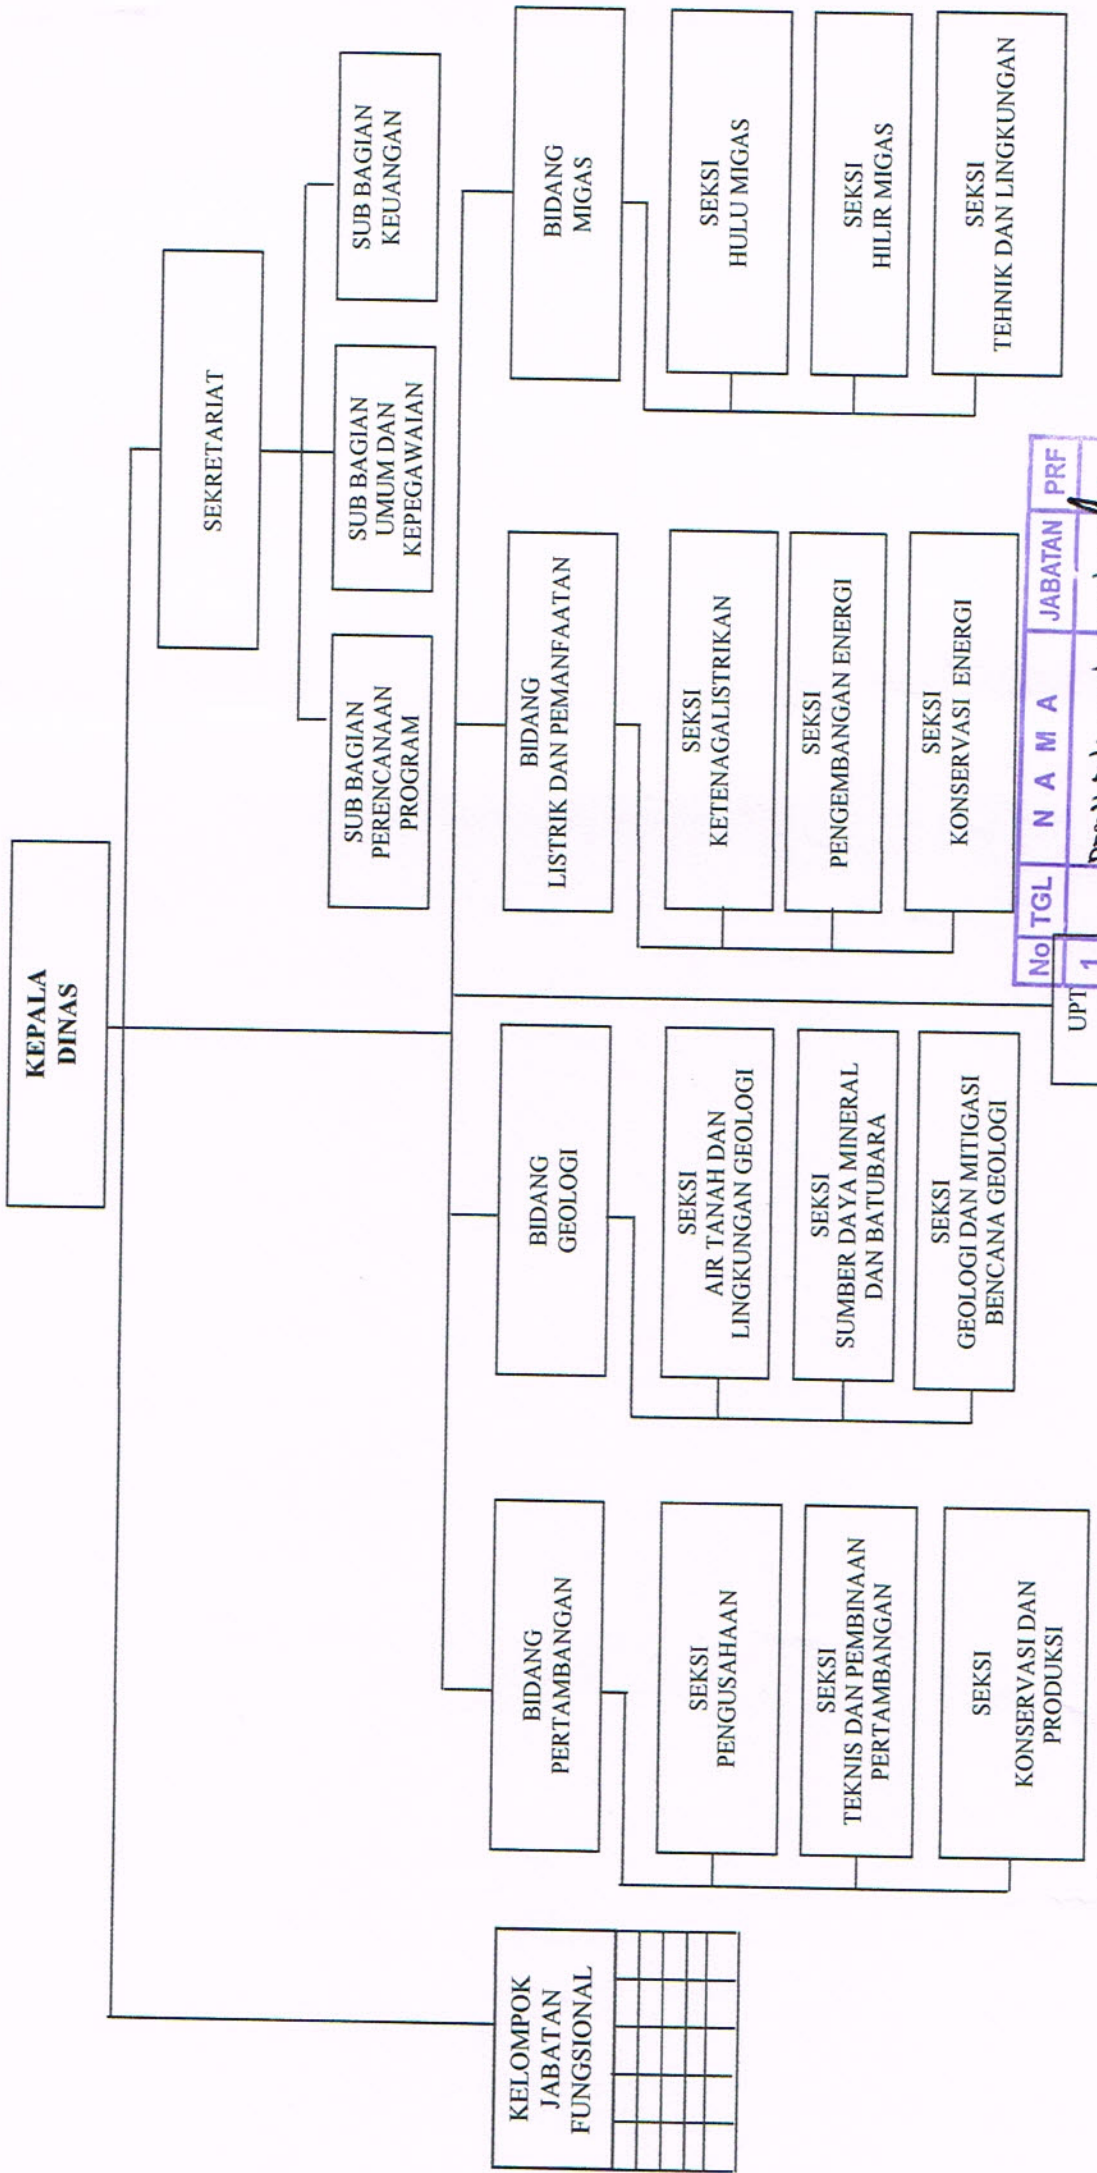 KEPALA
DINAS
SEKRETARIAT
SUB BAGIAN
PERENCANAAN
PROGRAM
SUB BAGIAN
UMUM DAN
KEPEGAWAIAN
SUB BAGIAN
KEUANGAN
KELOMPOK
JABATAN
FUNGSIONAL
BIDANG
PERTAMBANGAN
SEKSI
PENGUSAHAAN
SEKSI
TEKNIS DAN PEMBINAAN
PERTAMBANGAN
SEKSI
KONSERVASI DAN
PRODUKSI
BIDANG
GEOLOGI
SEKSI
AIR TANAH DAN
LINGKUNGAN GEOLOGI
SEKSI
SUMBER DAYA MINERAL
DAN BATUBARA
SEKSI
GEOLOGI DAN MITIGASI
BENCANA GEOLOGI
BIDANG
LISTRIK DAN PEMANFAATAN
SEKSI
KETENAGALISTRIKAN
SEKSI
PENGEMBANGAN ENERGI
SEKSI
KONSERVASI ENERGI
BIDANG
MIGAS
SEKSI
HULU MIGAS
SEKSI
HILIR MIGAS
SEKSI
TEHNIK DAN LINGKUNGAN
UPT
No TGL N A M A JABATAN PRF
1